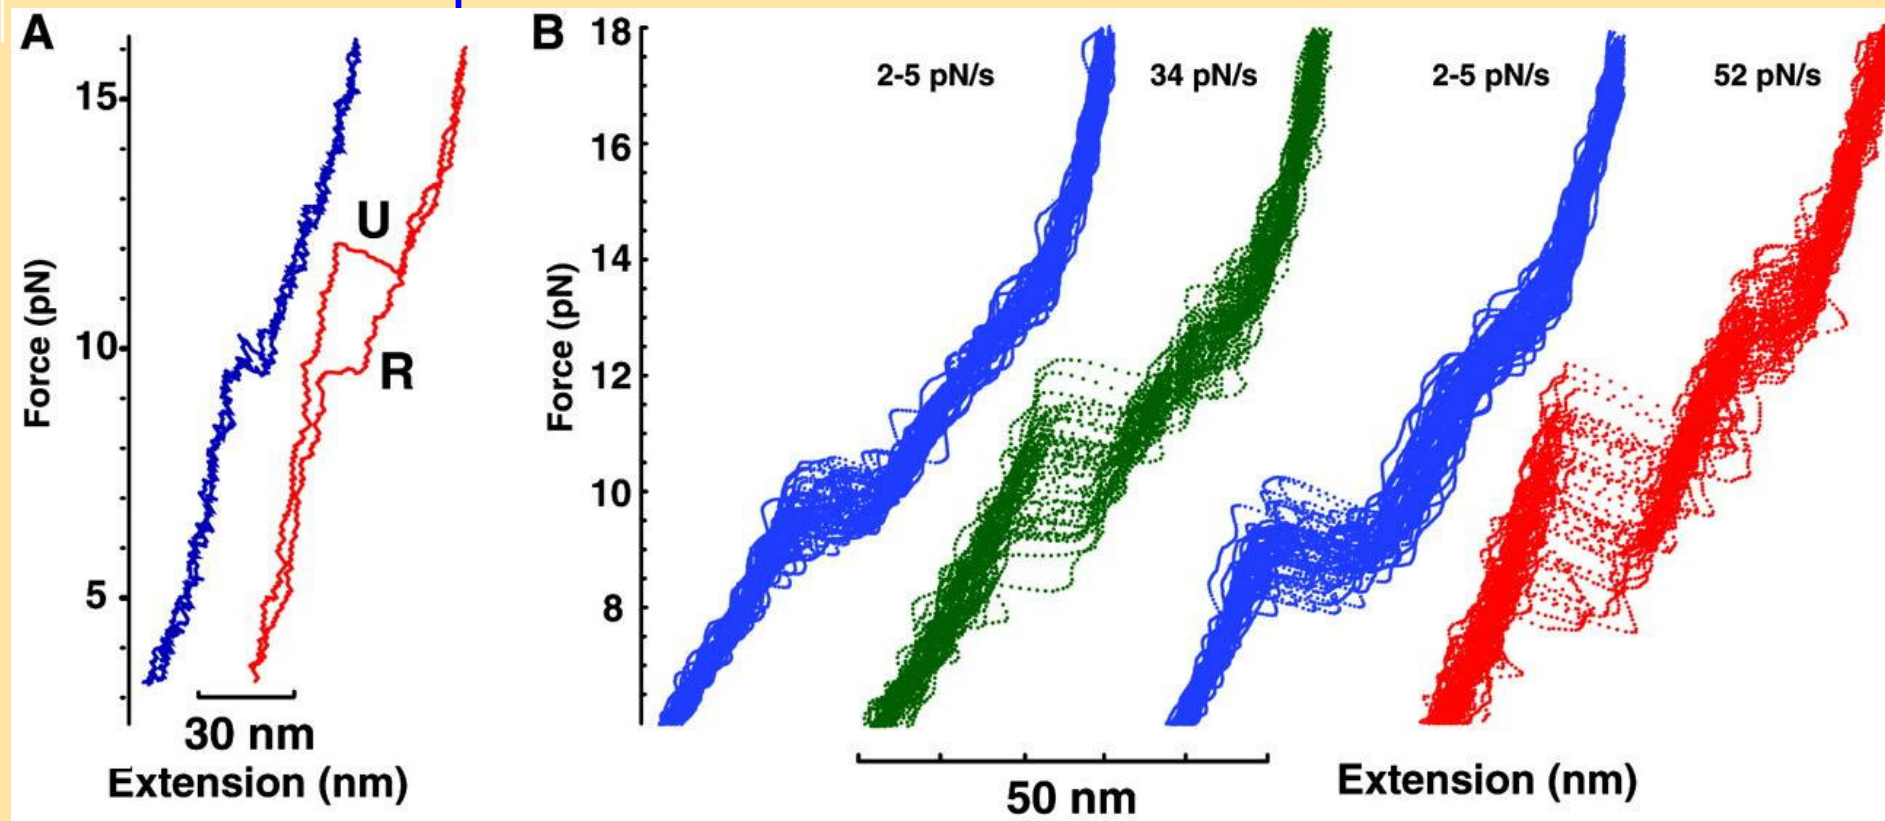 A
15
10
5
Force (pN)
U
R
30 nm
Extension (nm)
B
18
16
14
12
10
8
Force (pN)
2-5 pN/s
34 pN/s
2-5 pN/s
52 pN/s
50 nm
Extension (nm)